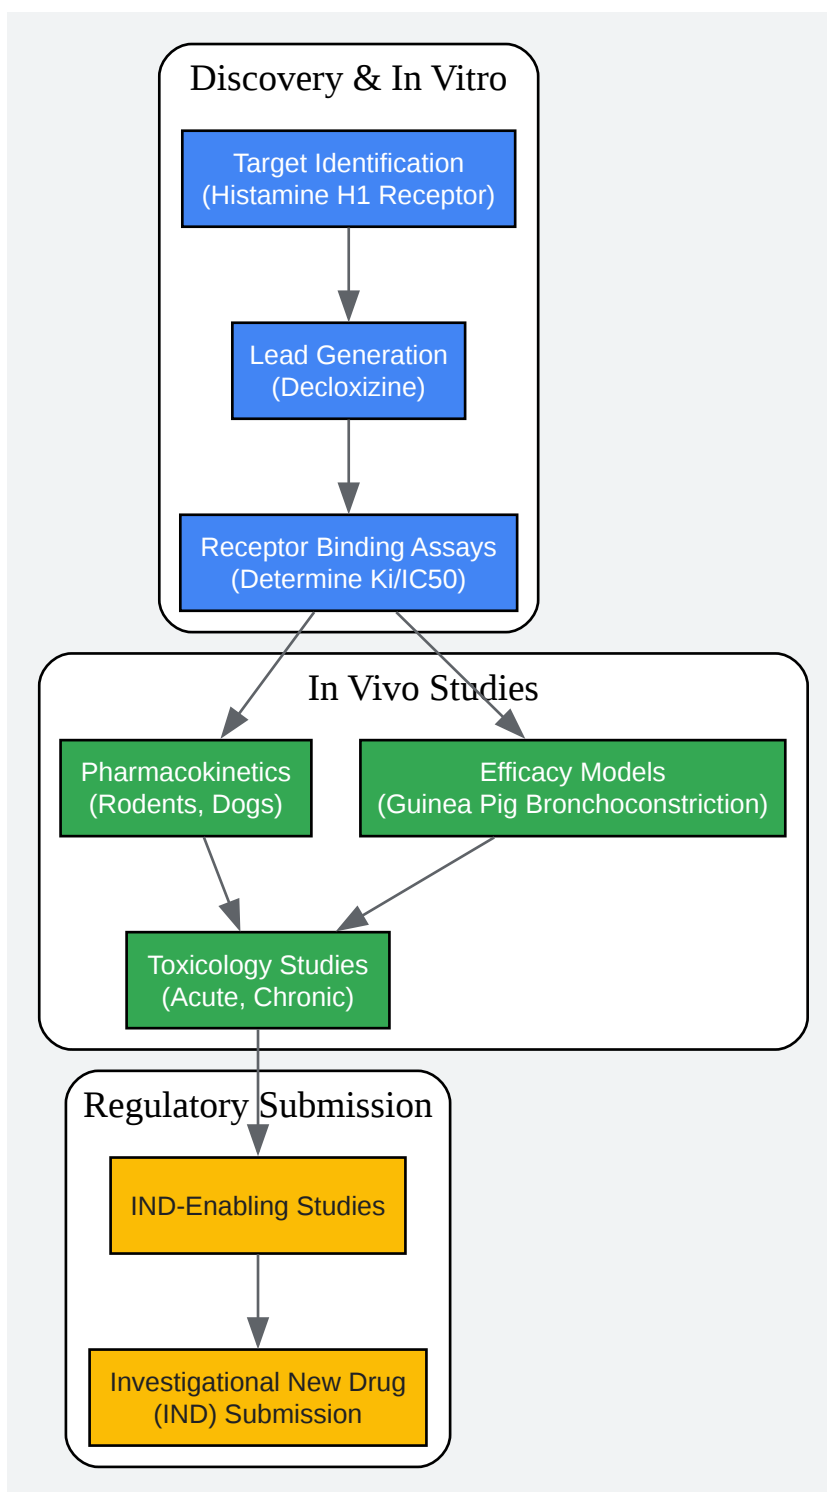 Discovery & In Vitro
Target Identification
(Histamine H1 Receptor)
Lead Generation
(Decloxizine)
Receptor Binding Assays
(Determine Ki/IC50)
In Vivo Studies
Pharmacokinetics
(Rodents, Dogs)
Efficacy Models
(Guinea Pig Bronchoconstriction)
Toxicology Studies
(Acute, Chronic)
Regulatory Submission
IND-Enabling Studies
Investigational New Drug
(IND) Submission